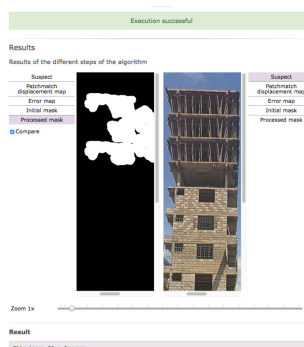 Execution successful
Results
Results of the different steps of the algorithm
Suspect
Patchmatch
displacement map
Error map
Initial mask
Processed mask
Compare
Suspect
Patchmatch
displacement map
Error map
Initial mask
Processed mask
Zoom 1x
Result